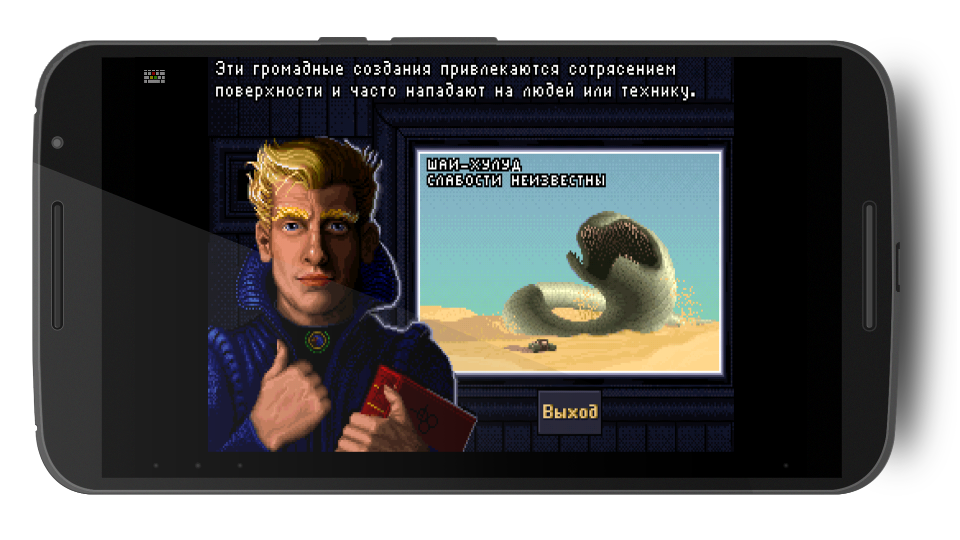 Эти громадные создания привлекаются сотрясением
поверхности и часто нападают на людей или технику.
ШАИ-ХУЛУД
СЛАБОСТИ НЕИЗВЕСТНЫ
Выход